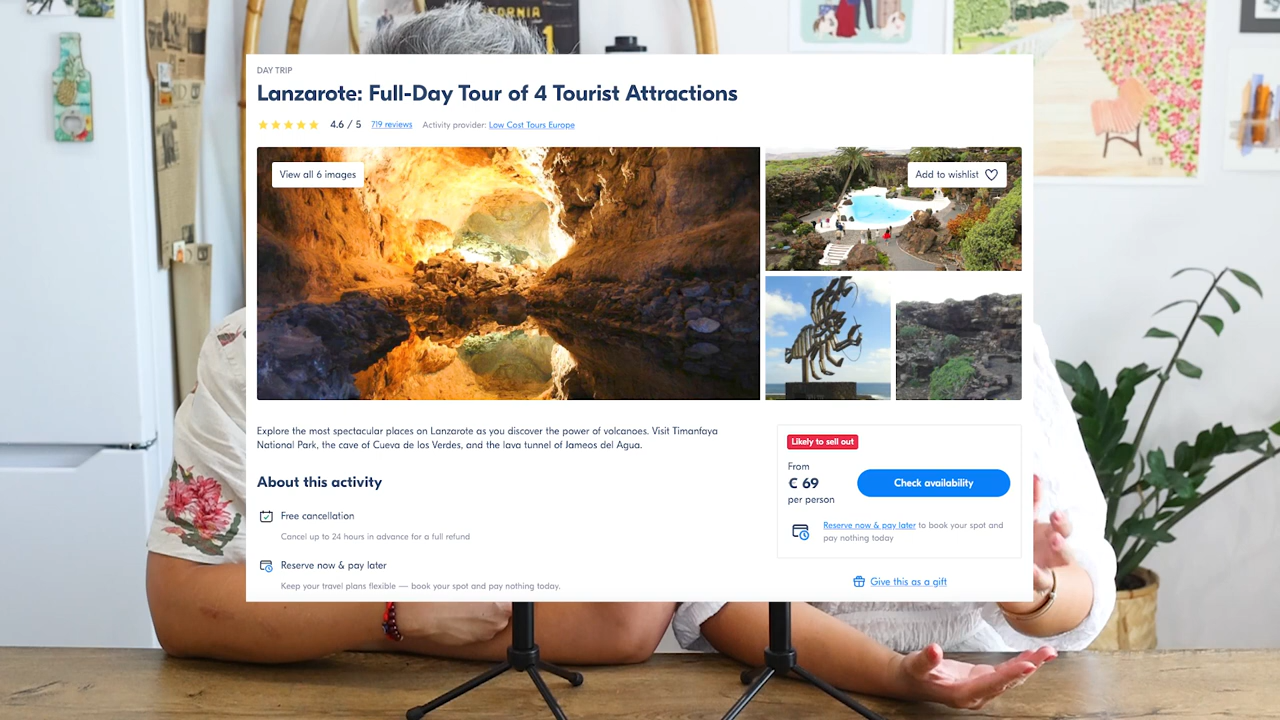 CALIFORNIA
1
DAY TRIP
Lanzarote: Full-Day Tour of 4 Tourist Attractions
4.6 / 5 719 reviews Activity provider: Low Cost Tours Europe
View all 6 images
Add to wishlist
Explore the most spectacular places on Lanzarote as you discover the power of volcanoes. Visit Timanfaya
National Park, the cave of Cueva de los Verdes, and the lava tunnel of Jameos del Agua.
About this activity
Free cancellation
Cancel up to 24 hours in advance for a full refund
Reserve now & pay later
Keep your travel plans flexible — book your spot and pay nothing today.
Likely to sell out
From
€ 69
per person
Check availability
Reserve now & pay later to book your spot and
pay nothing today
Give this as a gift